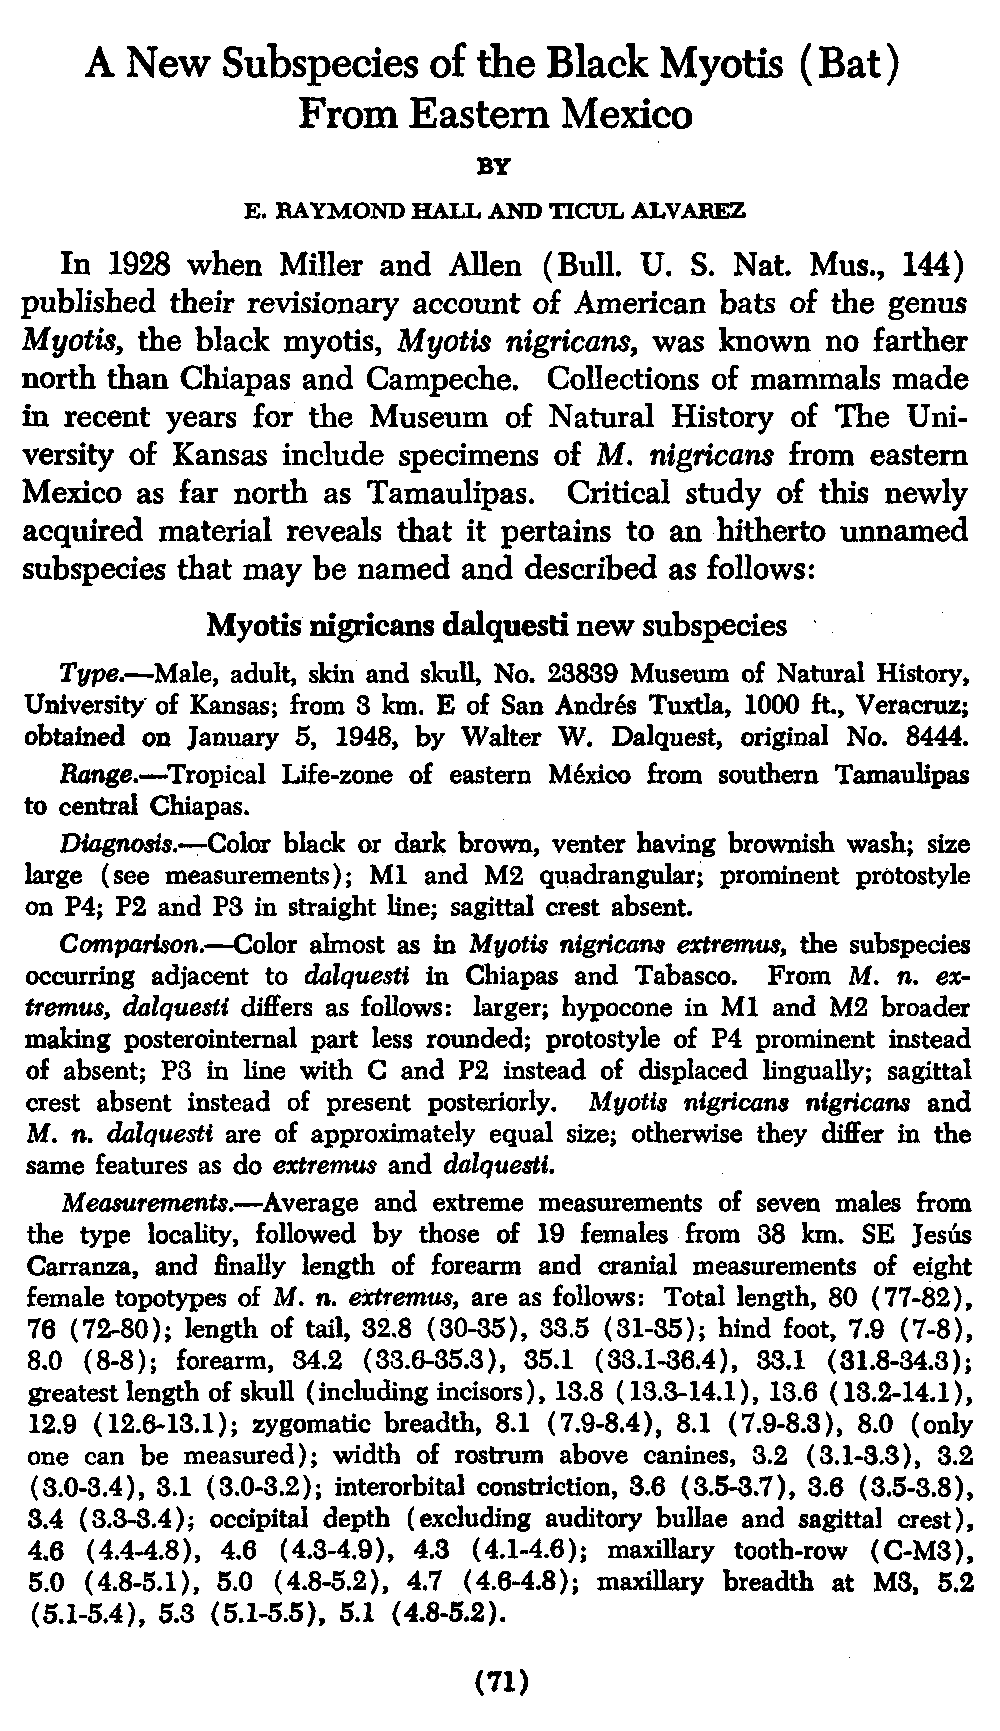 A New Subspecies of the Black Myotis (Bat)
From Eastern Mexico
BY
E. RAYMOND HALL AND TICUL ALVAREZ
In 1928 when Miller and Allen (Bull. U. S. Nat. Mus., 144)
published their revisionary account of American bats of the genus
Myotis, the black myotis, Myotis nigricans, was known no farther
north than Chiapas and Campeche. Collections of mammals made
in recent years for the Museum of Natural History of The Uni-
versity of Kansas include specimens of M. nigricans from eastern
Mexico as far north as Tamaulipas. Critical study of this newly
acquired material reveals that it pertains to an hitherto unnamed
subspecies that may be named and described as follows:
Myotis nigricans dalquesti new subspecies
Type.—Male, adult, skin and skull, No. 23839 Museum of Natural History,
University of Kansas; from 3 km. E of San Andrés Tuxtla, 1000 ft., Veracruz;
obtained on January 5, 1948, by Walter W. Dalquest, original No. 8444.
Range.—Tropical Life-zone of eastern México from southern Tamaulipas
to central Chiapas.
Diagnosis.—Color black or dark brown, venter having brownish wash; size
large (see measurements); M1 and M2 quadrangular; prominent protostyle
on P4; P2 and P3 in straight line; sagittal crest absent.
Comparison.—Color almost as in Myotis nigricans extremus, the subspecies
occurring adjacent to dalquesti in Chiapas and Tabasco. From M. n. ex-
tremus, dalquesti differs as follows: larger; hypocone in M1 and M2 broader
making posterointernal part less rounded; protostyle of P4 prominent instead
of absent; P3 in line with C and P2 instead of displaced lingually; sagittal
crest absent instead of present posteriorly. Myotis nigricans nigricans and
M. n. dalquesti are of approximately equal size; otherwise they differ in the
same features as do extremus and dalquesti.
Measurements.—Average and extreme measurements of seven males from
the type locality, followed by those of 19 females from 38 km. SE Jesús
Carranza, and finally length of forearm and cranial measurements of eight
female topotypes of M. n. extremus, are as follows: Total length, 80 (77-82),
76 (72-80); length of tail, 32.8 (30-35), 33.5 (31-35); hind foot, 7.9 (7-8),
8.0 (8-8); forearm, 34.2 (33.6-35.3), 35.1 (33.1-36.4), 33.1 (31.8-34.3);
greatest length of skull (including incisors), 13.8 (13.3-14.1), 13.6 (13.2-14.1),
12.9 (12.6-13.1); zygomatic breadth, 8.1 (7.9-8.4), 8.1 (7.9-8.3), 8.0 (only
one can be measured); width of rostrum above canines, 3.2 (3.1-3.3), 3.2
(3.0-3.4), 3.1 (3.0-3.2); interorbital constriction, 3.6 (3.5-3.7), 3.6 (3.5-3.8),
3.4 (3.3-3.4); occipital depth (excluding auditory bullae and sagittal crest),
4.6 (4.4-4.8), 4.6 (4.3-4.9), 4.3 (4.1-4.6); maxillary tooth-row (C-M3),
5.0 (4.8-5.1), 5.0 (4.8-5.2), 4.7 (4.6-4.8); maxillary breadth at M3, 5.2
(5.1-5.4), 5.3 (5.1-5.5), 5.1 (4.8-5.2).
(71)